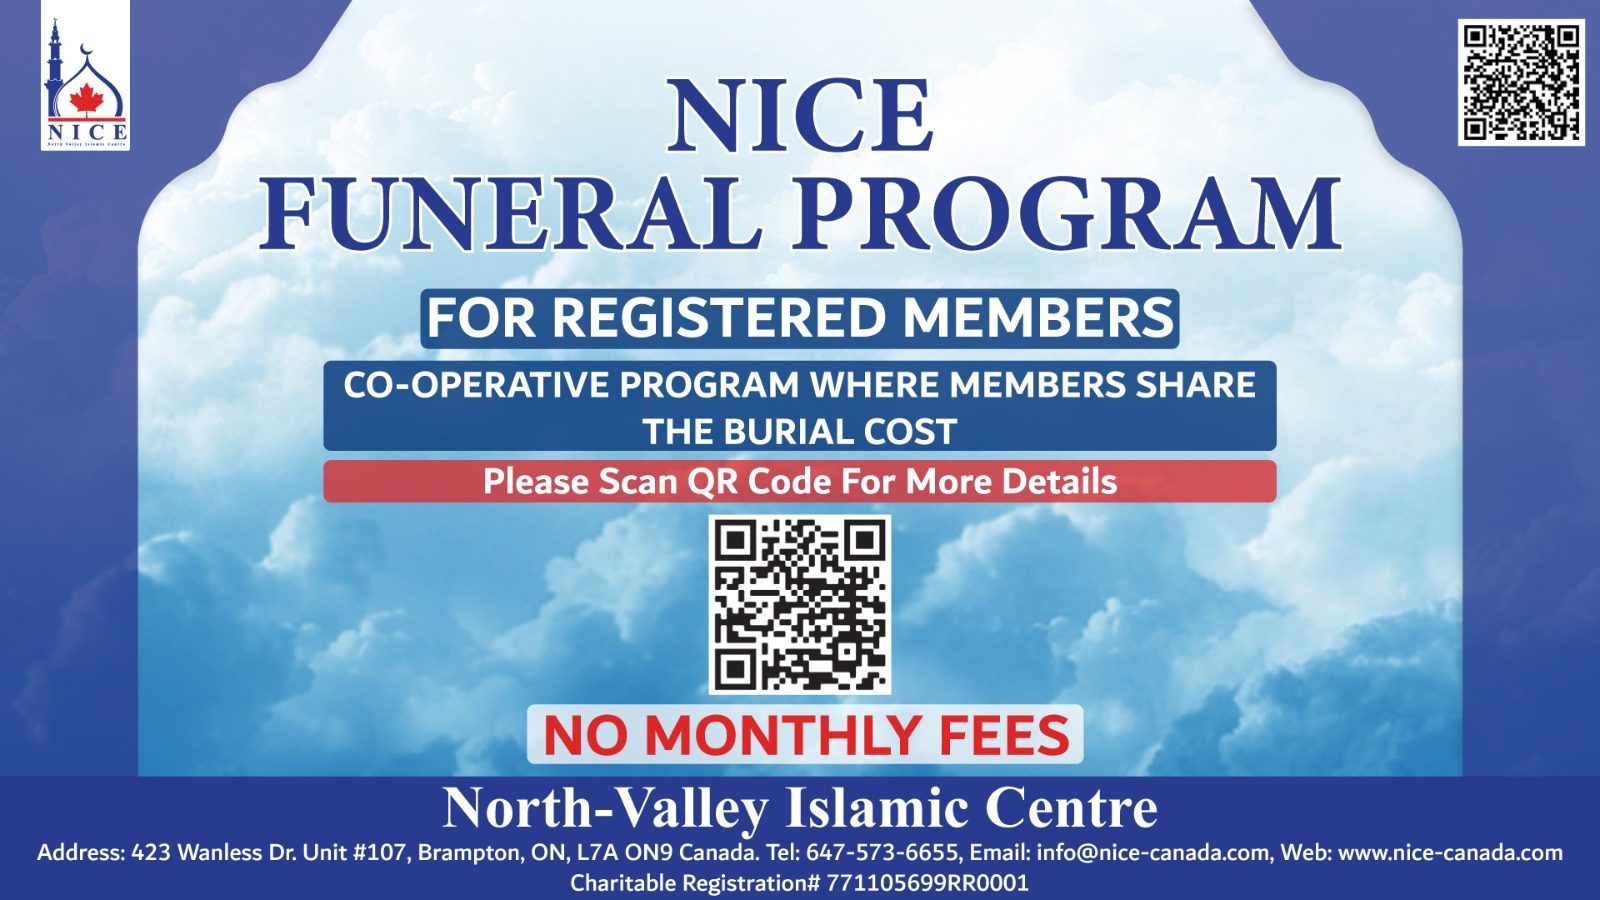 NICE
North Valley Islamic Centre
NICE
FUNERAL PROGRAM
FOR REGISTERED MEMBERS
CO-OPERATIVE PROGRAM WHERE MEMBERS SHARE
THE BURIAL COST
Please Scan QR Code For More Details
NO MONTHLY FEES
North-Valley Islamic Centre
Address: 423 Wanless Dr. Unit #107, Brampton, ON, L7A ON9 Canada. Tel: 647-573-6655, Email: info@nice-canada.com, Web: www.nice-canada.com
Charitable Registration# 771105699RR0001